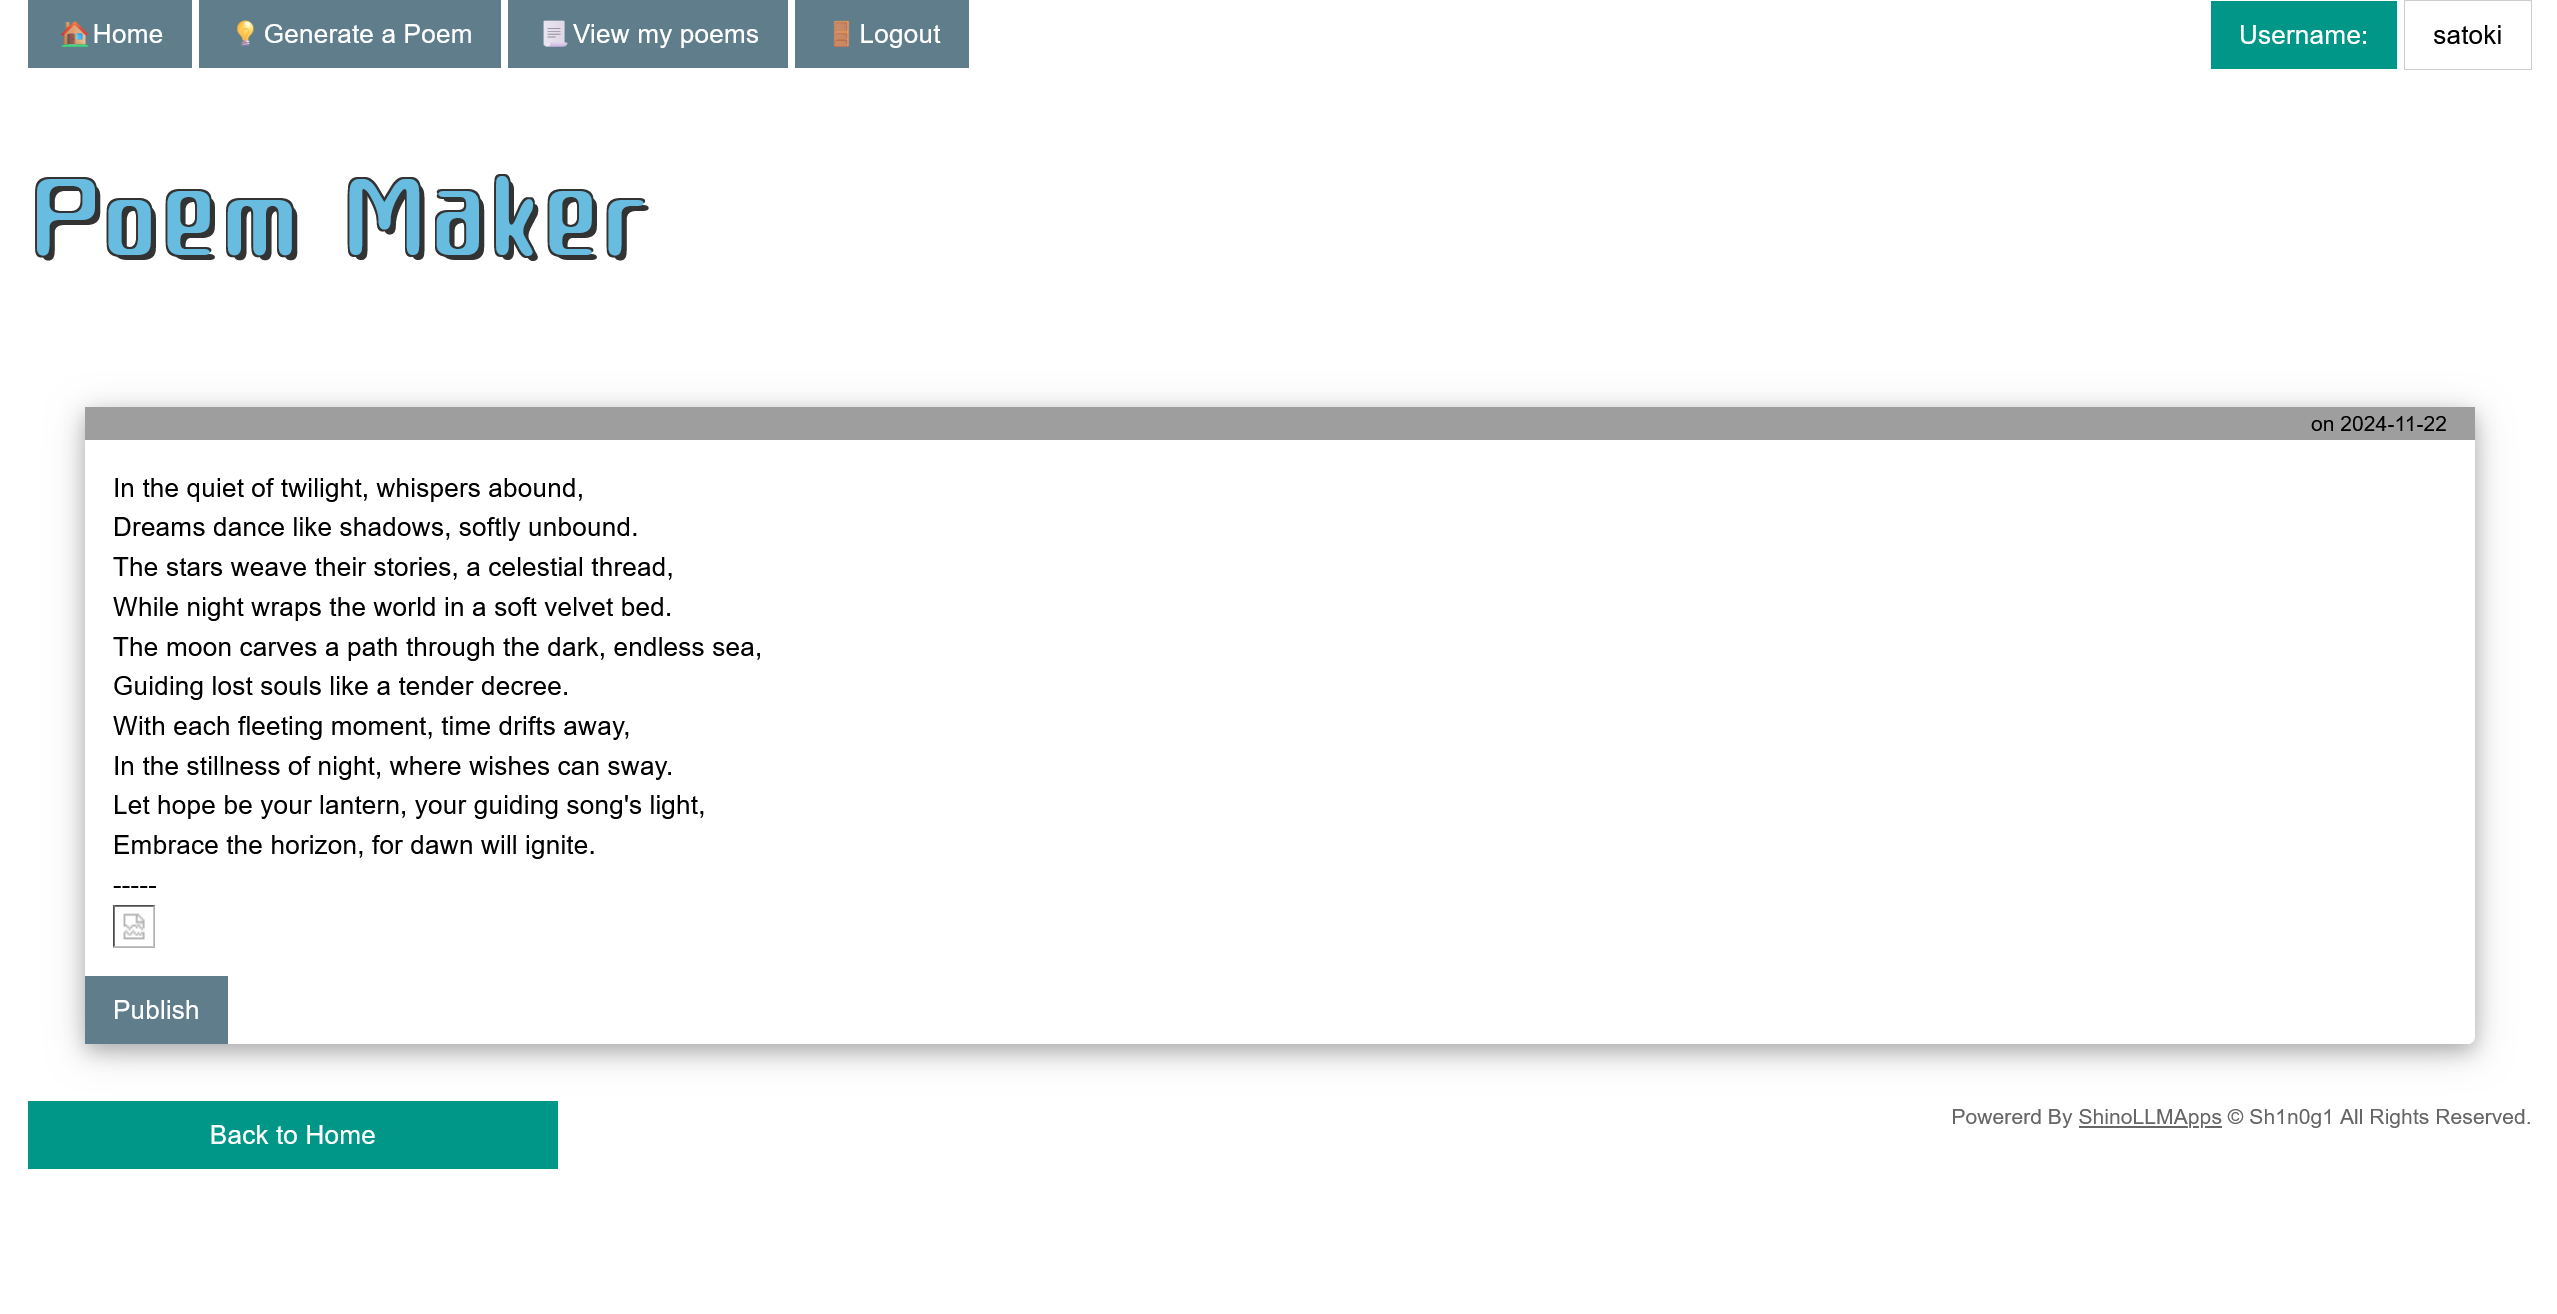 🏠Home 💡Generate a Poem 📃View my poems 🚪Logout Username: satoki
Poem Maker
on 2024-11-22
In the quiet of twilight, whispers abound,
Dreams dance like shadows, softly unbound.
The stars weave their stories, a celestial thread,
While night wraps the world in a soft velvet bed.
The moon carves a path through the dark, endless sea,
Guiding lost souls like a tender decree.
With each fleeting moment, time drifts away,
In the stillness of night, where wishes can sway.
Let hope be your lantern, your guiding song's light,
Embrace the horizon, for dawn will ignite.
-----
Publish
Back to Home
Powererd By ShinoLLMApps © Sh1n0g1 All Rights Reserved.